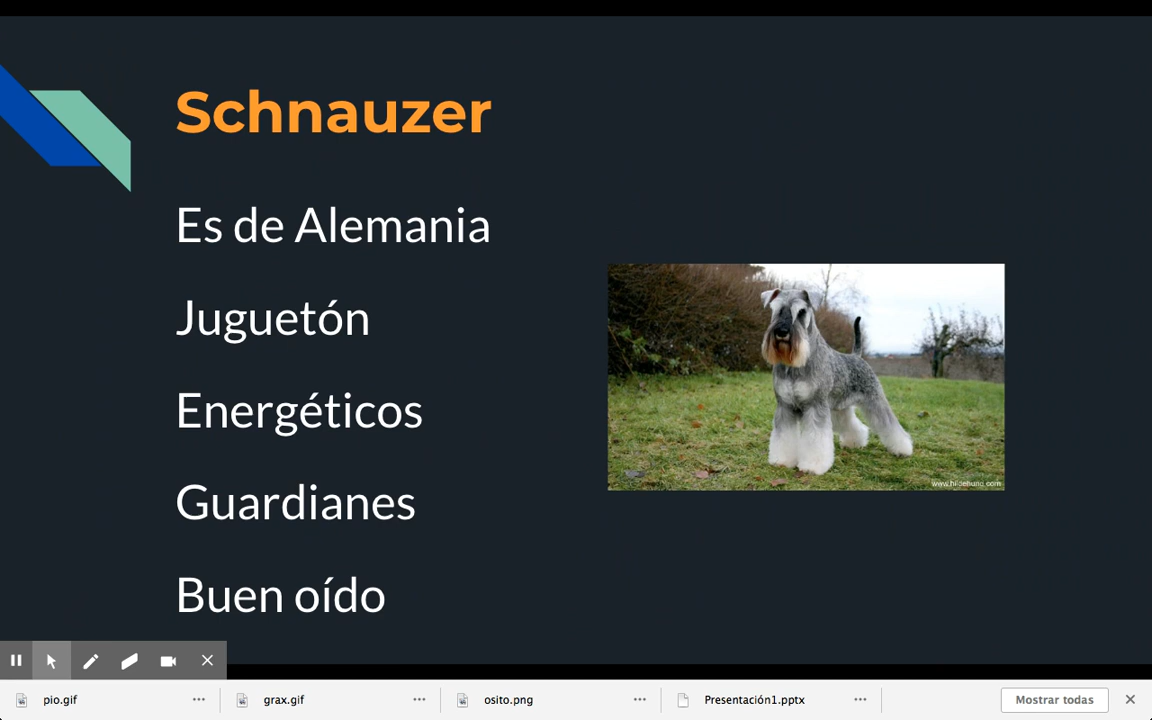 Schnauzer
Es de Alemania
Juguetón
Energéticos
Guardianes
Buen oído
www.hildehund.com
pio.gif
grax.gif
osito.png
Presentación1.pptx
Mostrar todas